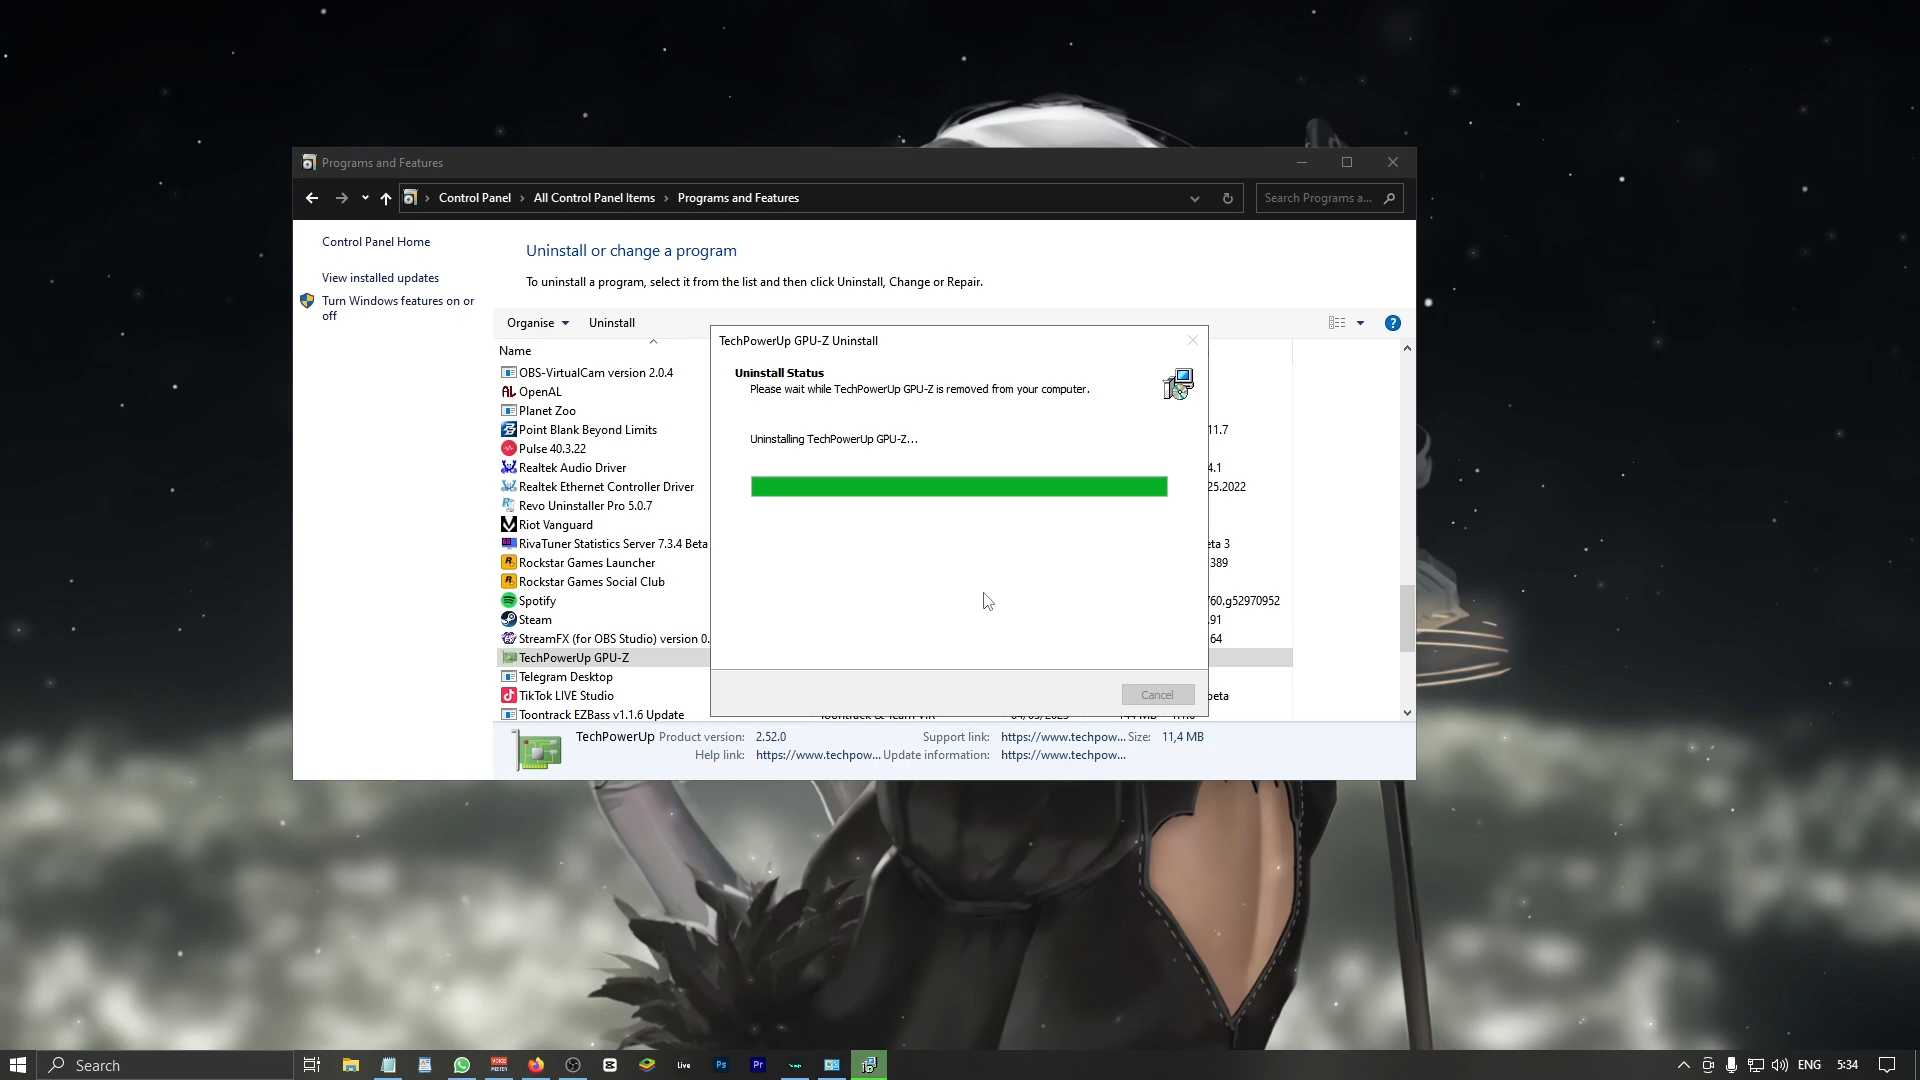 Programs and Features
Control Panel > All Control Panel Items > Programs and Features
Search Programs a...
Control Panel Home
View installed updates
Turn Windows features on or
off
Uninstall or change a program
To uninstall a program, select it from the list and then click Uninstall, Change or Repair.
Organise Uninstall
Name
OBS-VirtualCam version 2.0.4
OpenAL
Planet Zoo
Point Blank Beyond Limits 11.7
Pulse 40.3.22
Realtek Audio Driver 4.1
Realtek Ethernet Controller Driver 25.2022
Revo Uninstaller Pro 5.0.7
Riot Vanguard
RivaTuner Statistics Server 7.3.4 Beta eta 3
Rockstar Games Launcher 389
Rockstar Games Social Club
Spotify 760.g52970952
Steam .91
StreamFX (for OBS Studio) version 0. 64
TechPowerUp GPU-Z
Telegram Desktop
TikTok LIVE Studio beta
Toontrack EZBass v1.1.6 Update
TechPowerUp GPU-Z Uninstall
Uninstall Status
Please wait while TechPowerUp GPU-Z is removed from your computer.
Uninstalling TechPowerUp GPU-Z...
Cancel
TechPowerUp Product version: 2.52.0 Support link: https://www.techpow... Size: 11,4 MB
Help link: https://www.techpow... Update information: https://www.techpow...
Search
VOICE
MEETER
Live
Ps
Pr
ENG 5:34